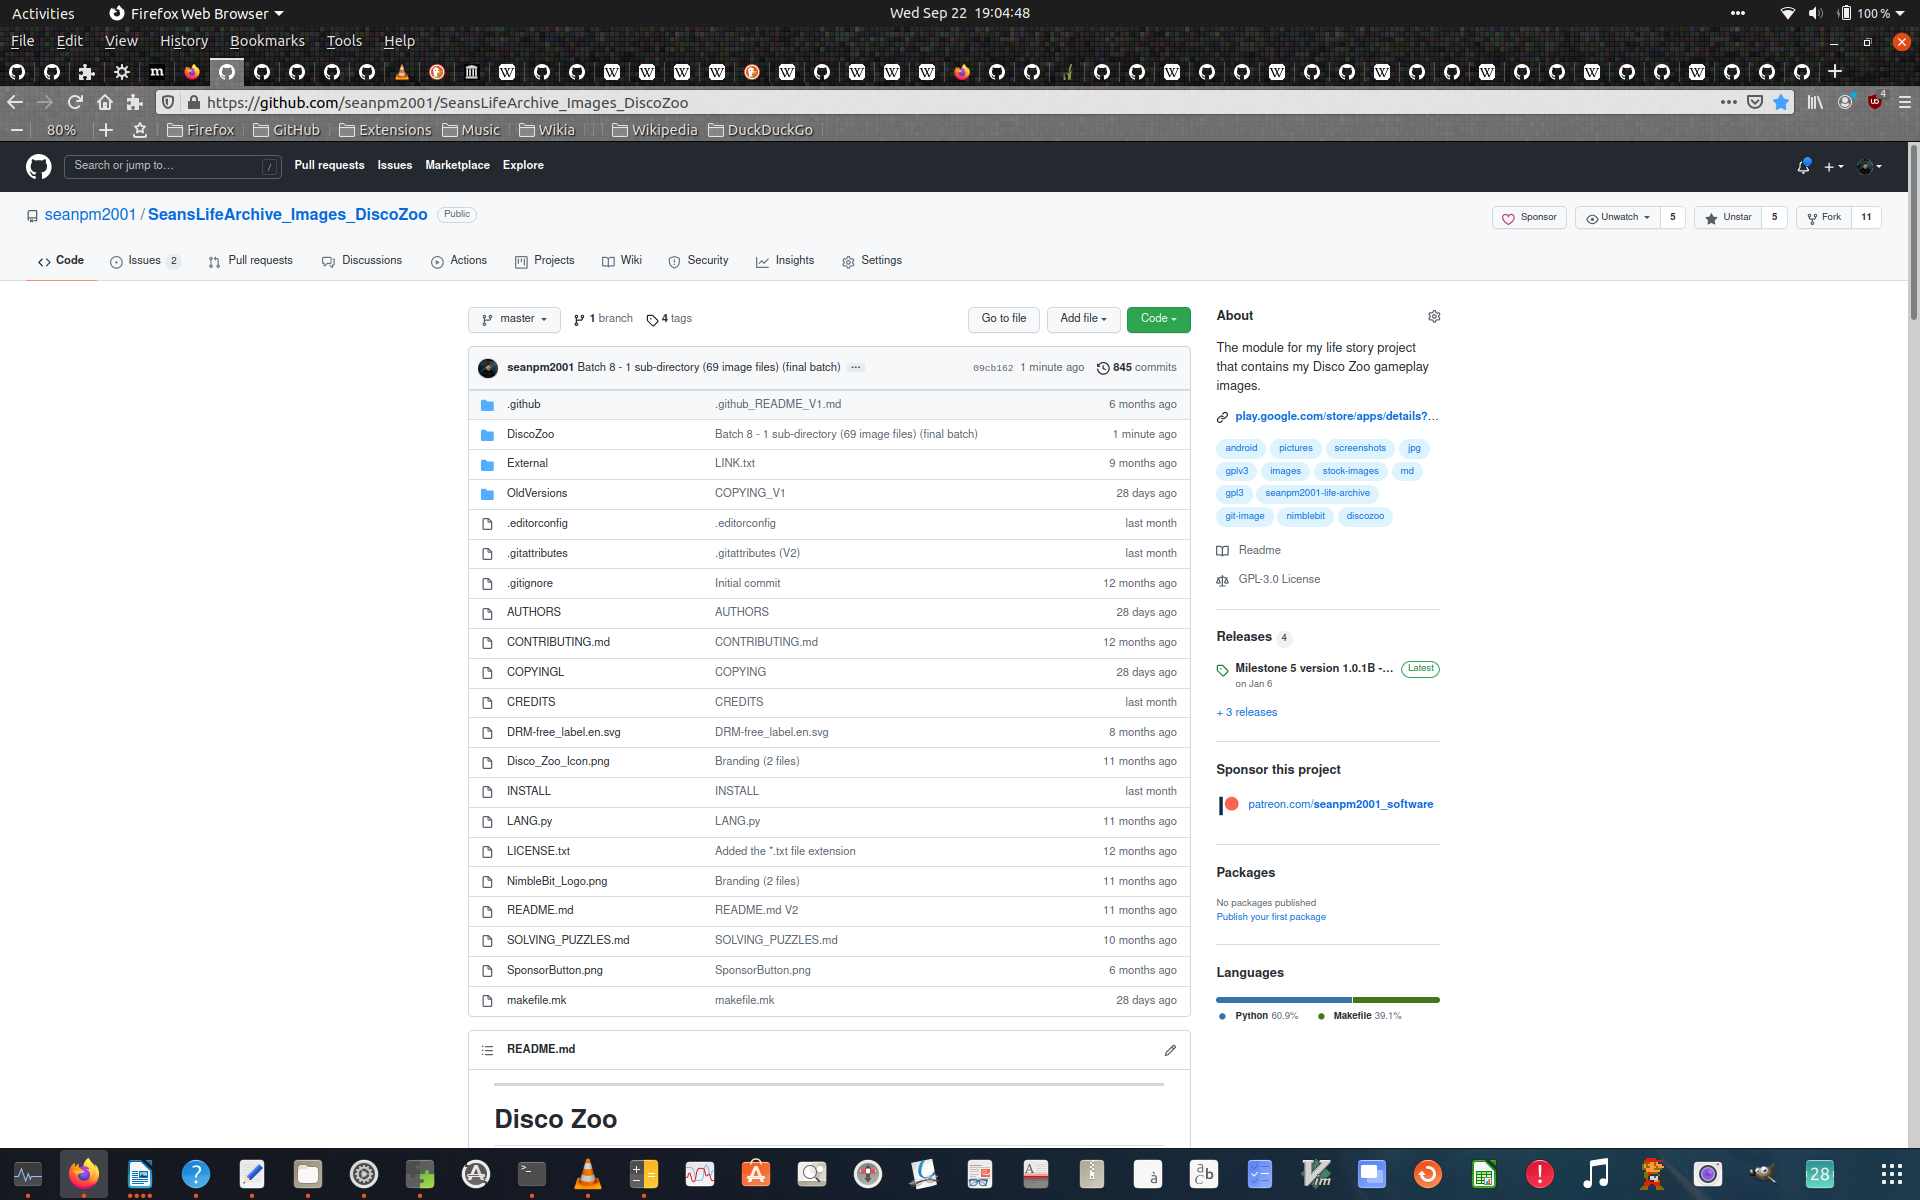 Activities Firefox Web Browser Wed Sep 22 19:04:48 100 %
File Edit View History Bookmarks Tools Help
https://github.com/seanpm2001/SeansLifeArchive_Images_DiscoZoo 4
80% Firefox GitHub Extensions Music Wikia Wikipedia DuckDuckGo
Search or jump to… / Pull requests Issues Marketplace Explore
seanpm2001 / SeansLifeArchive_Images_DiscoZoo Public Sponsor Unwatch 5 Unstar 5 Fork 11
Code Issues 2 Pull requests Discussions Actions Projects Wiki Security Insights Settings
master 1 branch 4 tags Go to file Add file Code
seanpm2001 Batch 8 - 1 sub-directory (69 image files) (final batch) ... 09cb162 1 minute ago 845 commits
.github .github_README_V1.md 6 months ago
DiscoZoo Batch 8 - 1 sub-directory (69 image files) (final batch) 1 minute ago
External LINK.txt 9 months ago
OldVersions COPYING_V1 28 days ago
.editorconfig .editorconfig last month
.gitattributes .gitattributes (V2) last month
.gitignore Initial commit 12 months ago
AUTHORS AUTHORS 28 days ago
CONTRIBUTING.md CONTRIBUTING.md 12 months ago
COPYINGL COPYING 28 days ago
CREDITS CREDITS last month
DRM-free_label.en.svg DRM-free_label.en.svg 8 months ago
Disco_Zoo_Icon.png Branding (2 files) 11 months ago
INSTALL INSTALL last month
LANG.py LANG.py 11 months ago
LICENSE.txt Added the *.txt file extension 12 months ago
NimbleBit_Logo.png Branding (2 files) 11 months ago
README.md README.md V2 11 months ago
SOLVING_PUZZLES.md SOLVING_PUZZLES.md 10 months ago
SponsorButton.png SponsorButton.png 6 months ago
makefile.mk makefile.mk 28 days ago
README.md
Disco Zoo
About
The module for my life story project
that contains my Disco Zoo gameplay
images.
play.google.com/store/apps/details?...
android pictures screenshots jpg
gplv3 images stock-images md
gpl3 seanpm2001-life-archive
git-image nimblebit discozoo
Readme
GPL-3.0 License
Releases 4
Milestone 5 version 1.0.1B -... Latest
on Jan 6
+ 3 releases
Sponsor this project
patreon.com/seanpm2001_software
Packages
No packages published
Publish your first package
Languages
Python 60.9% Makefile 39.1%
28